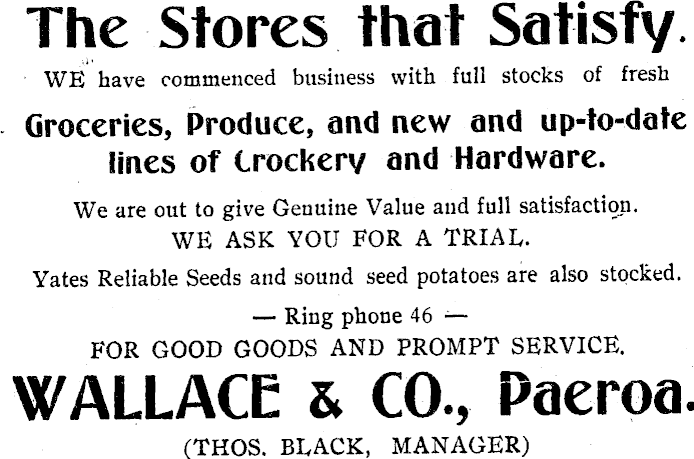 The Stores that Satisfy.
WE have commenced business with full stocks of fresh
Groceries, Produce, and new and up-to-date
lines of Crockery and Hardware.
We are out to give Genuine Value and full satisfaction.
WE ASK YOU FOR A TRIAL.
Yates Reliable Seeds and sound seed potatoes are also stocked.
— Ring phone 46 —
FOR GOOD GOODS AND PROMPT SERVICE.
WALLACE & CO., Paeroa.
(THOS. BLACK, MANAGER)